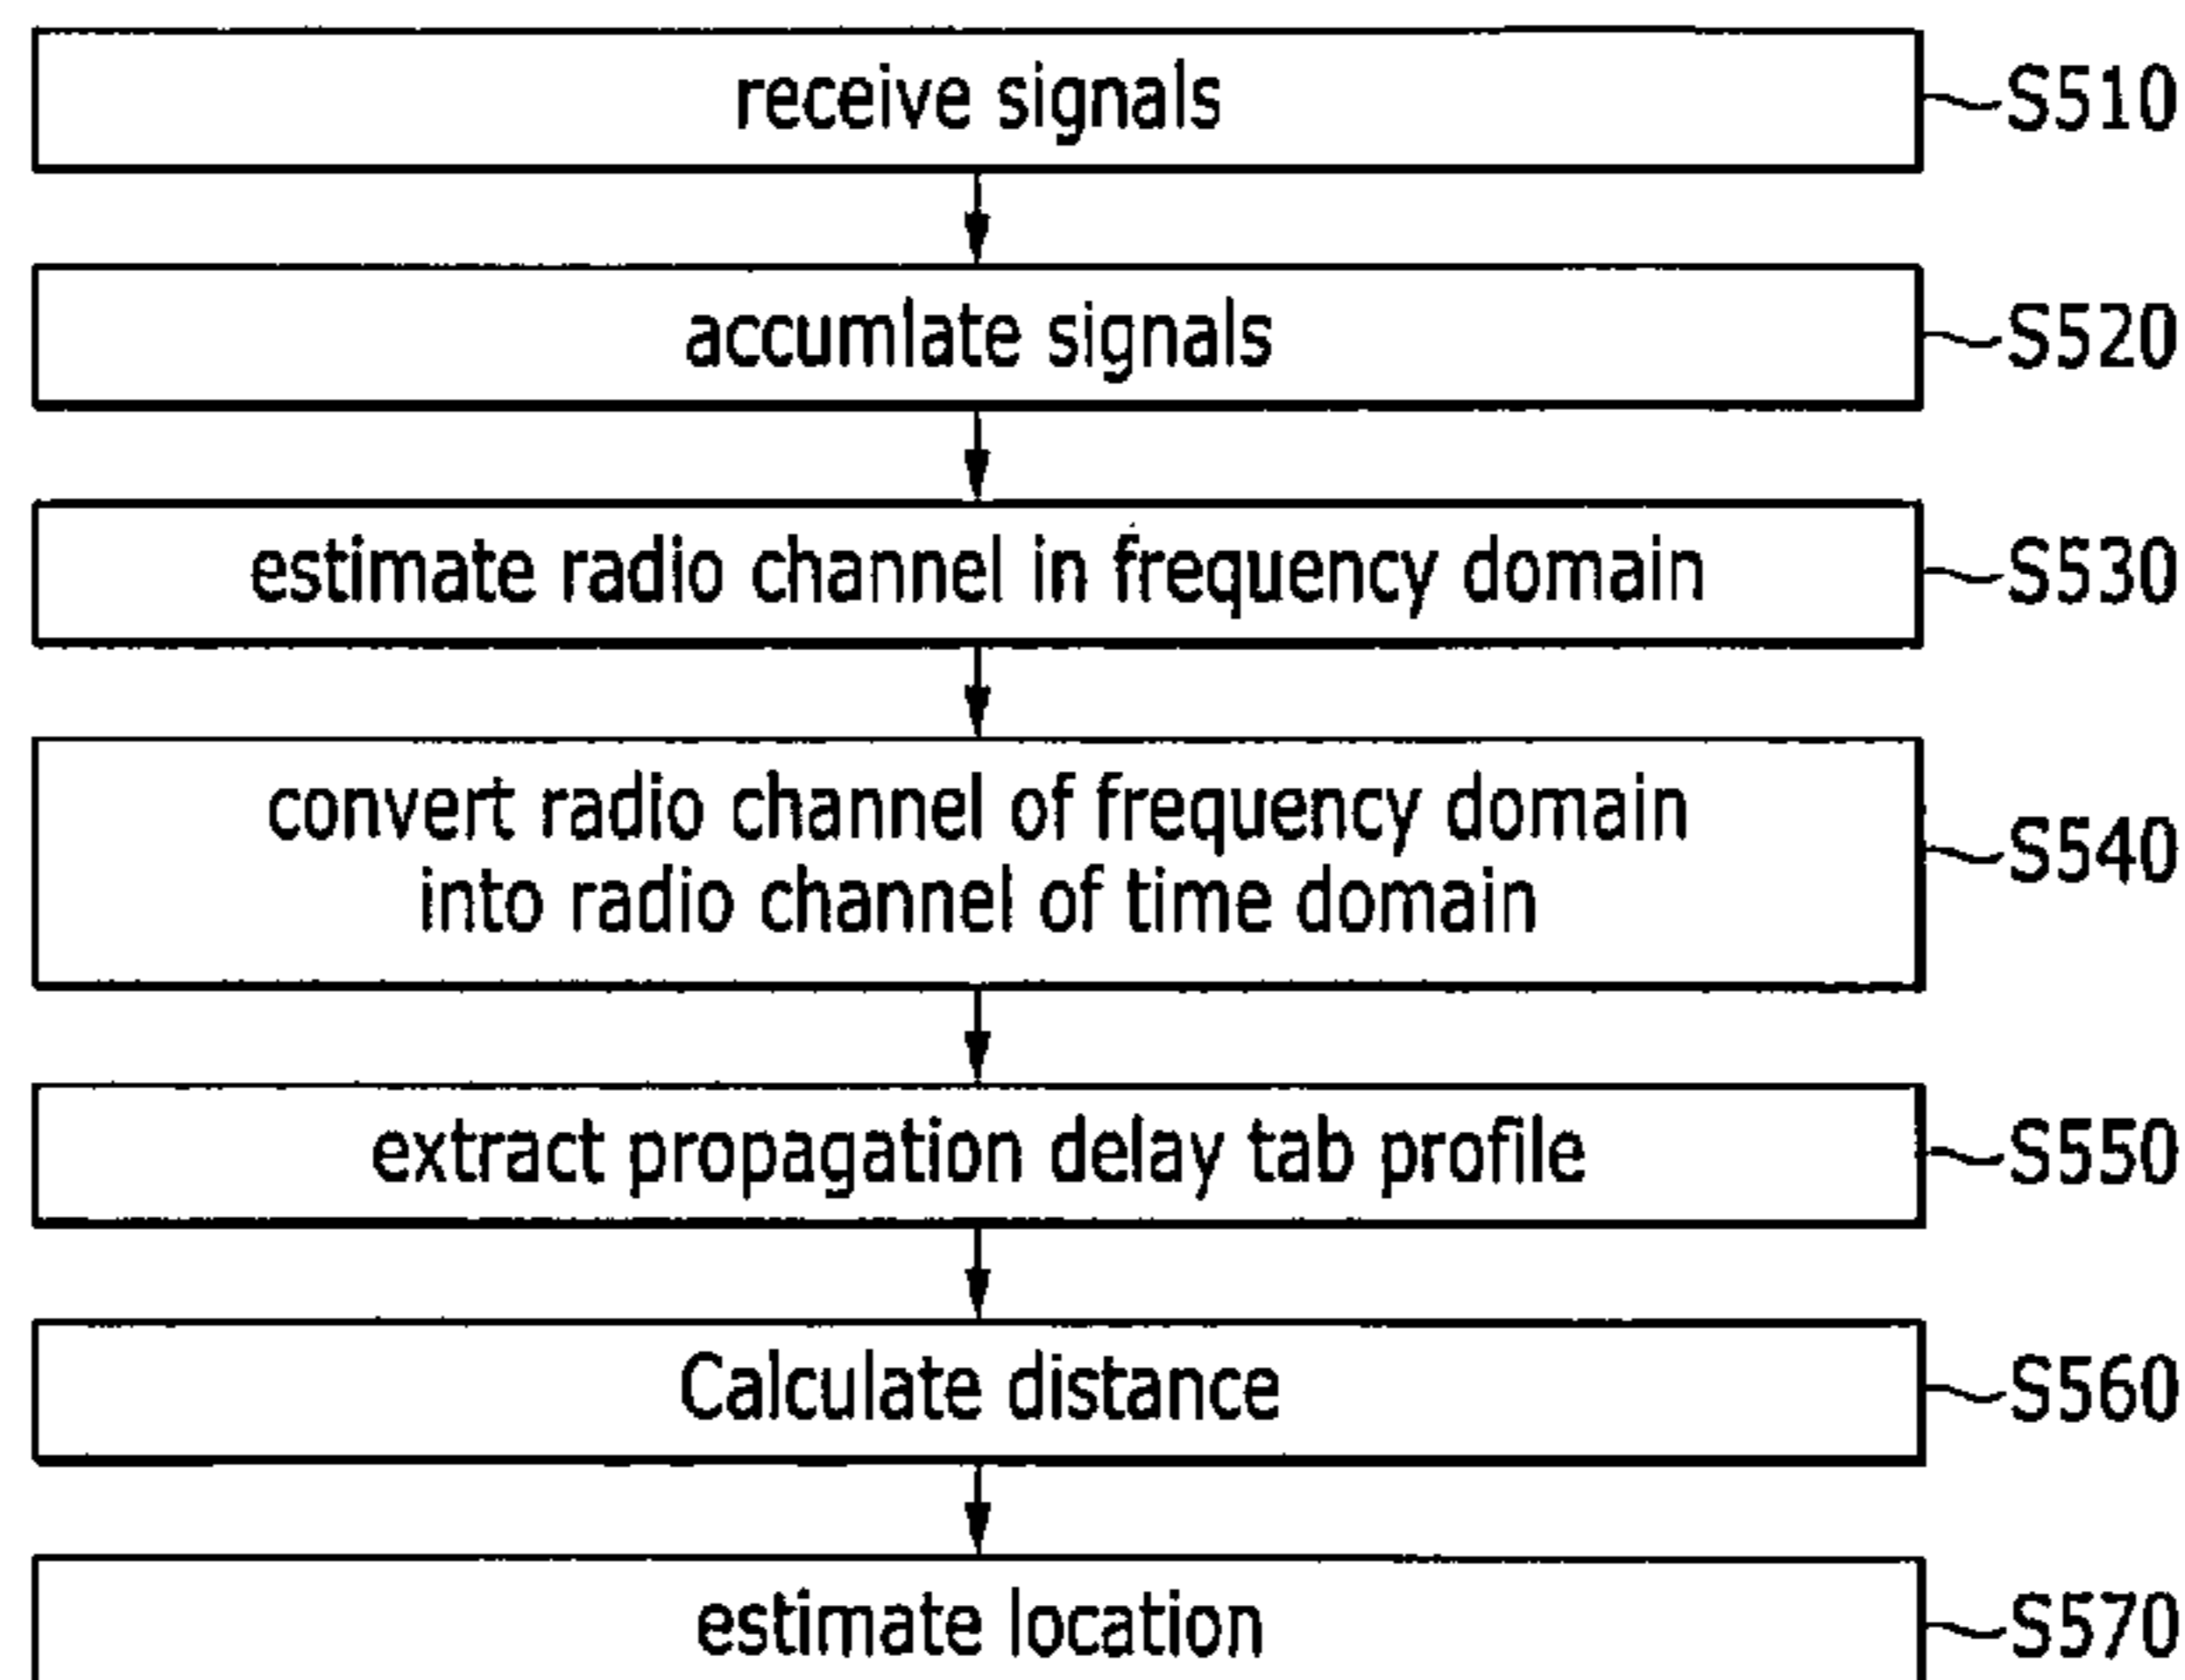 receive signals
S510
accumlate signals
S520
estimate radio channel in frequency domain
S530
convert radio channel of frequency domain
into radio channel of time domain
S540
extract propagation delay tab profile
S550
Calculate distance
S560
estimate location
S570